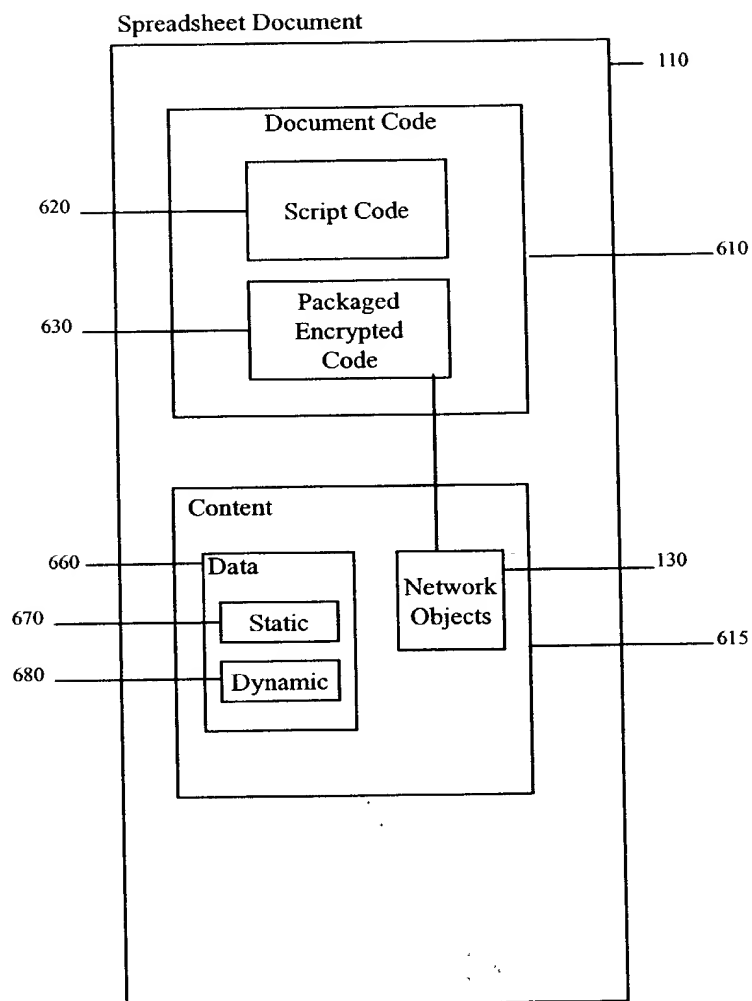 Spreadsheet Document
110
Document Code
620
Script Code
610
630
Packaged
Encrypted
Code
Content
660
Data
130
Network
Objects
670
Static
615
680
Dynamic